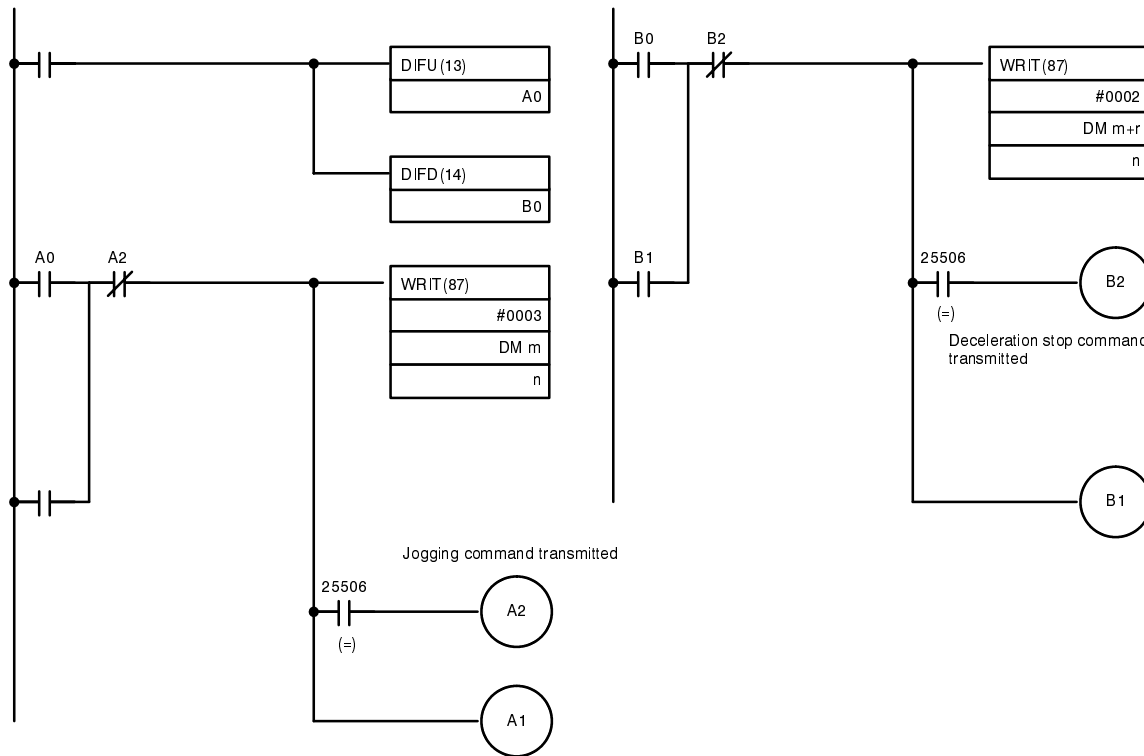 DIFU(13)
A0
DIFD(14)
B0
A0
A2
WRIT(87)
#0003
DM m
n
Jogging command transmitted
25506
(=)
A2
A1
B0
B2
WRIT(87)
#0002
DM m+r
n
B1
25506
(=)
B2
Deceleration stop command
transmitted
B1